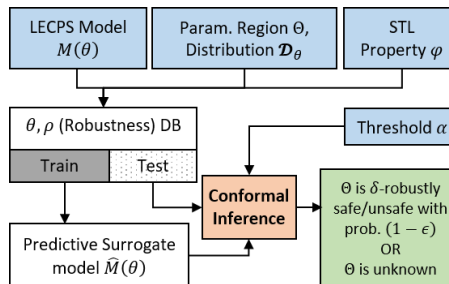 LECPS Model
M(θ)
Param. Region Θ,
Distribution 𝓓θ
STL
Property φ
θ, ρ (Robustness) DB
Train
Test
Threshold α
Conformal
Inference
Predictive Surrogate
model M̂(θ)
Θ is δ-robustly
safe/unsafe with
prob. (1 − ϵ)
OR
Θ is unknown